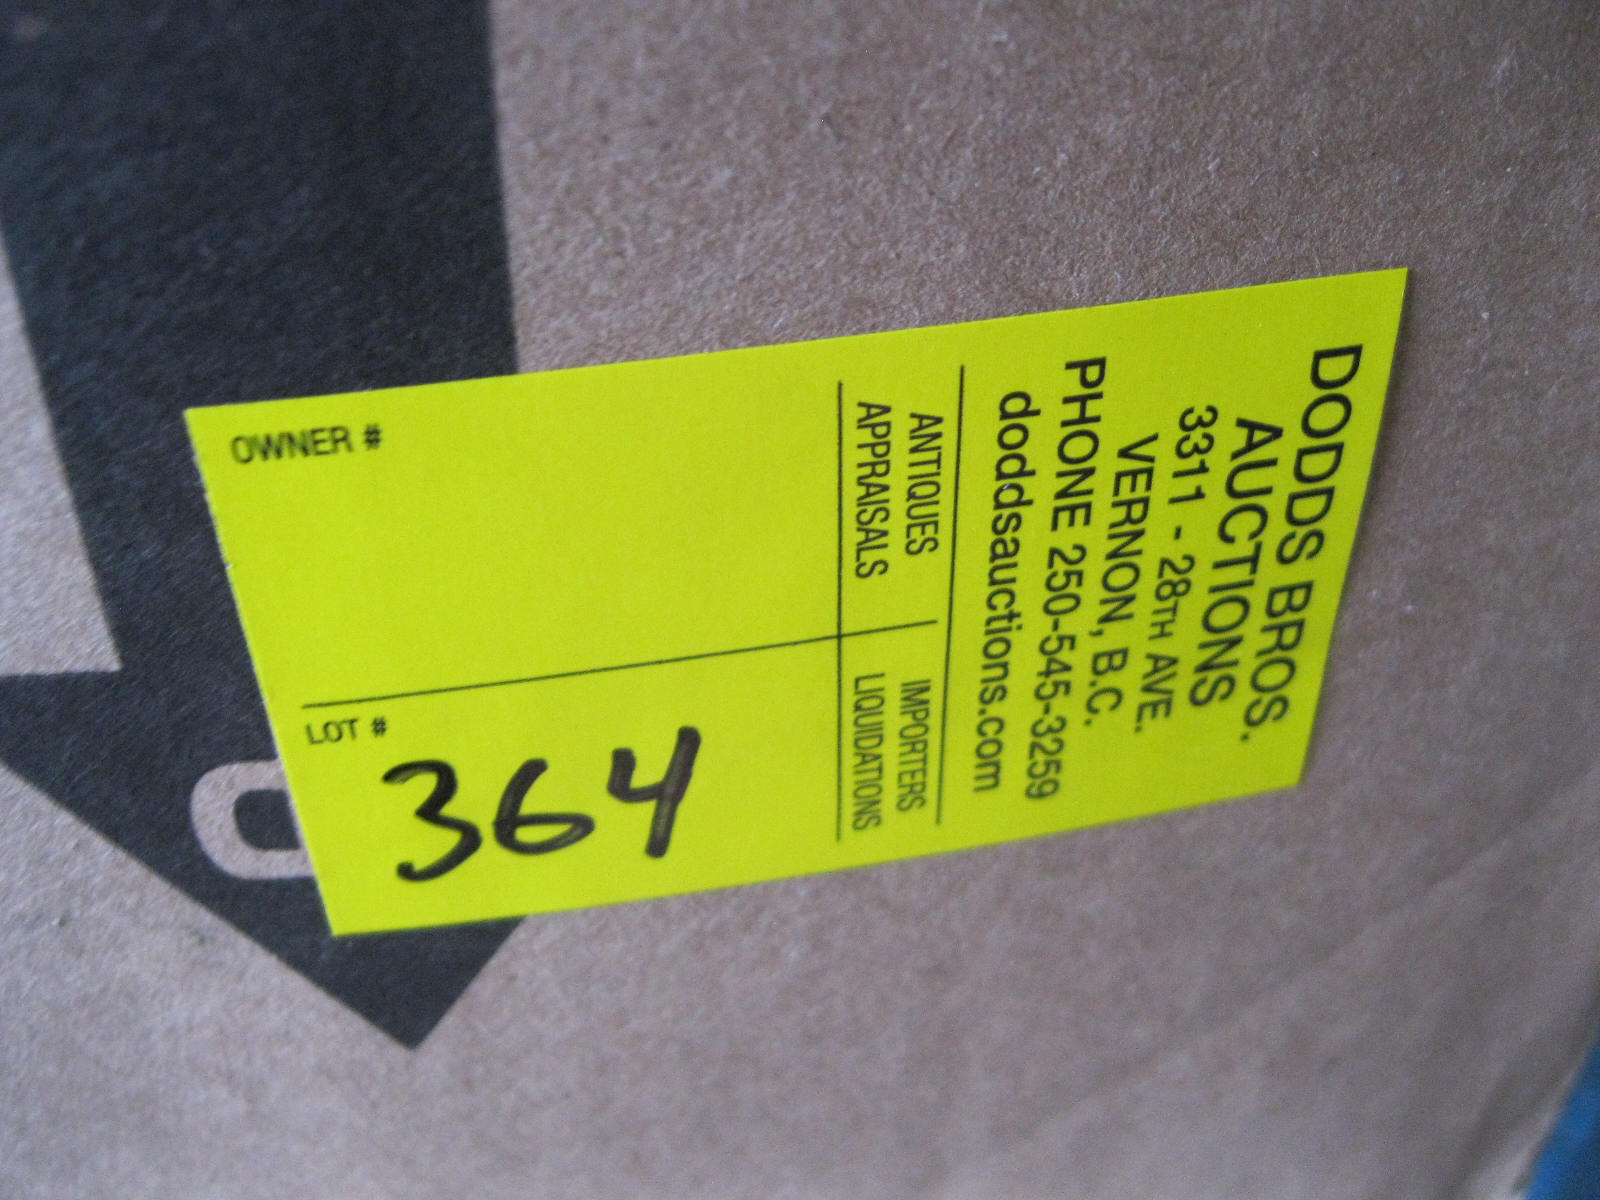 DODDS BROS.
AUCTIONS
3311 - 28TH AVE.
VERNON, B.C.
PHONE 250-545-3259
doddsauctions.com
ANTIQUES
APPRAISALS
IMPORTERS
LIQUIDATIONS
OWNER #
LOT #
364